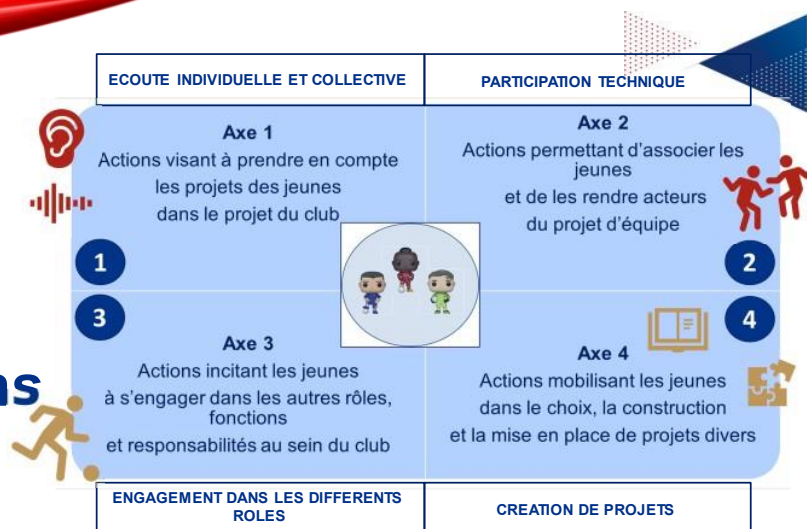 ECOUTE INDIVIDUELLE ET COLLECTIVE
PARTICIPATION TECHNIQUE
Axe 1
Actions visant à prendre en compte
les projets des jeunes
dans le projet du club
1
Axe 2
Actions permettant d'associer les
jeunes
et de les rendre acteurs
du projet d'équipe
2
3
Axe 3
Actions incitant les jeunes
à s'engager dans les autres rôles,
fonctions
et responsabilités au sein du club
4
Axe 4
Actions mobilisant les jeunes
dans le choix, la construction
et la mise en place de projets divers
ENGAGEMENT DANS LES DIFFERENTS
ROLES
CREATION DE PROJETS